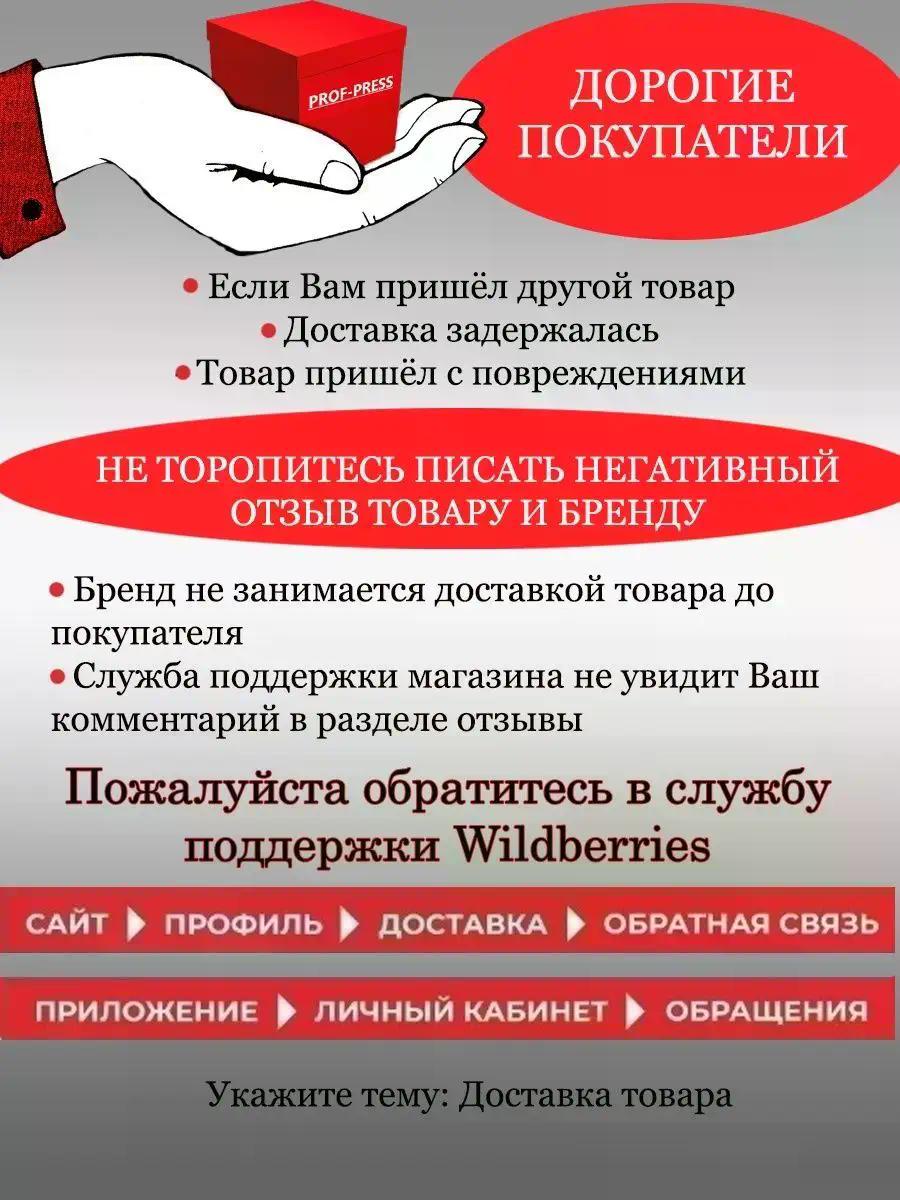 PROF-PRESS
ДОРОГИЕ
ПОКУПАТЕЛИ
• Если Вам пришёл другой товар
• Доставка задержалась
• Товар пришёл с повреждениями
НЕ ТОРОПИТЕСЬ ПИСАТЬ НЕГАТИВНЫЙ
ОТЗЫВ ТОВАРУ И БРЕНДУ
• Бренд не занимается доставкой товара до
покупателя
• Служба поддержки магазина не увидит Ваш
комментарий в разделе отзывы
Пожалуйста обратитесь в службу
поддержки Wildberries
САЙТ ▶ ПРОФИЛЬ ▶ ДОСТАВКА ▶ ОБРАТНАЯ СВЯЗЬ
ПРИЛОЖЕНИЕ ▶ ЛИЧНЫЙ КАБИНЕТ ▶ ОБРАЩЕНИЯ
Укажите тему: Доставка товара